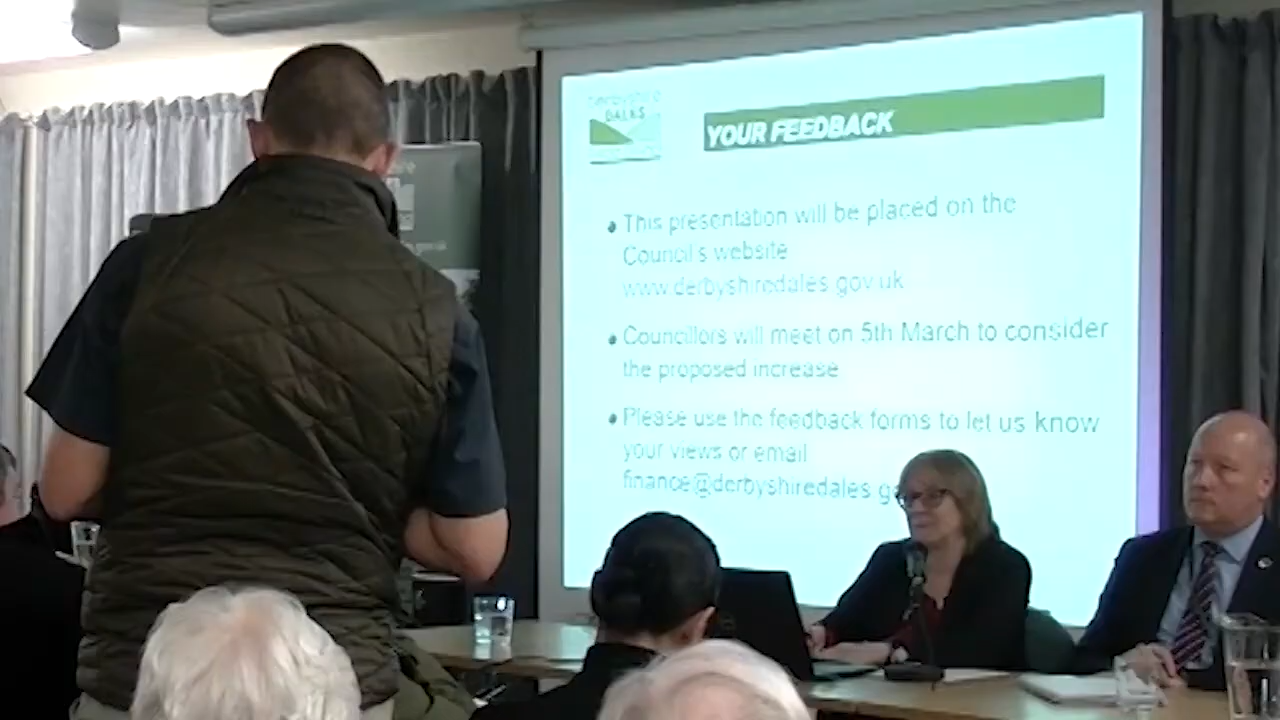 derbyshire
DALES
YOUR FEEDBACK
• This presentation will be placed on the
Council's website
www.derbyshiredales.gov.uk
• Councillors will meet on 5th March to consider
the proposed increase
• Please use the feedback forms to let us know
your views or email
finance@derbyshiredales